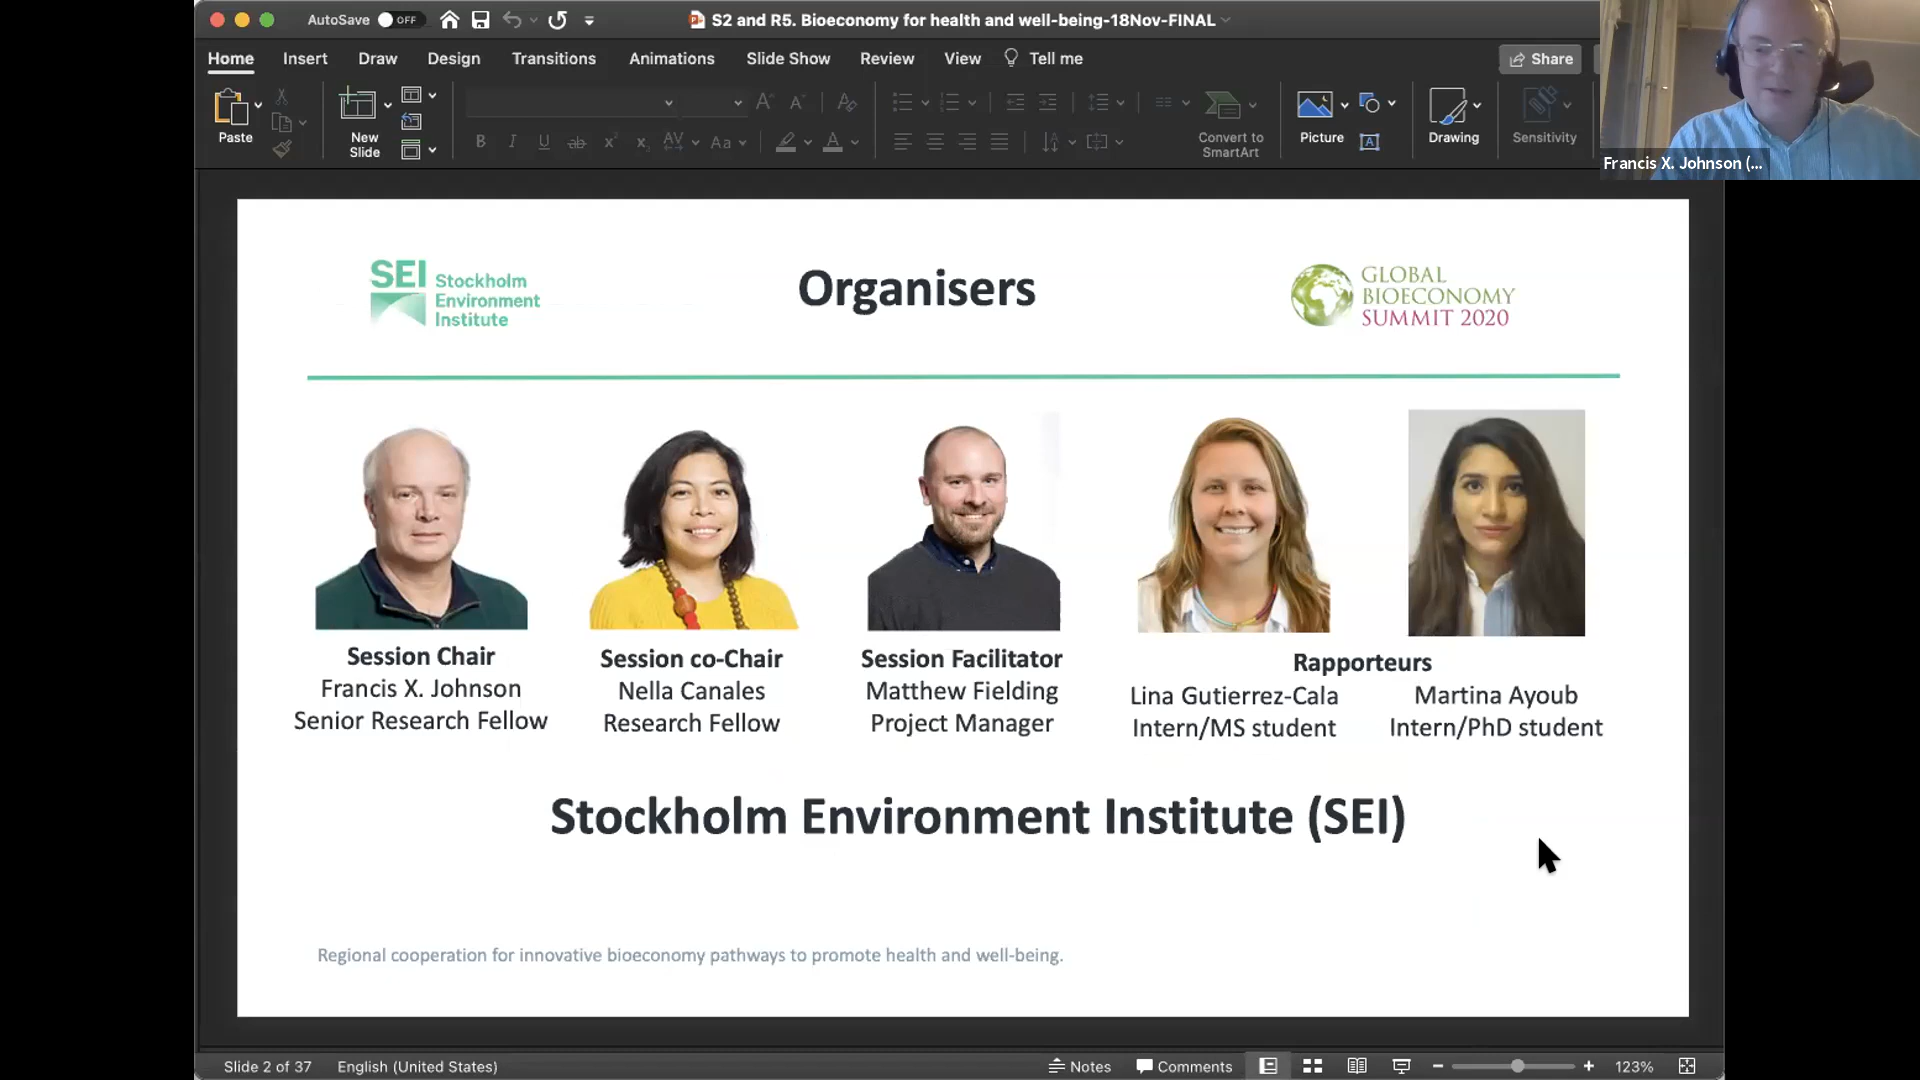 AutoSave OFF
S2 and R5. Bioeconomy for health and well-being-18Nov-FINAL
Home Insert Draw Design Transitions Animations Slide Show Review View Tell me
Share
Paste
New
Slide
Convert to
SmartArt
Picture
Drawing
Sensitivity
Francis X. Johnson (...
SEI Stockholm
Environment
Institute
Organisers
GLOBAL
BIOECONOMY
SUMMIT 2020
Session Chair
Francis X. Johnson
Senior Research Fellow
Session co-Chair
Nella Canales
Research Fellow
Session Facilitator
Matthew Fielding
Project Manager
Rapporteurs
Lina Gutierrez-Cala
Intern/MS student
Martina Ayoub
Intern/PhD student
Stockholm Environment Institute (SEI)
Regional cooperation for innovative bioeconomy pathways to promote health and well-being.
Slide 2 of 37 English (United States) Notes Comments 123%